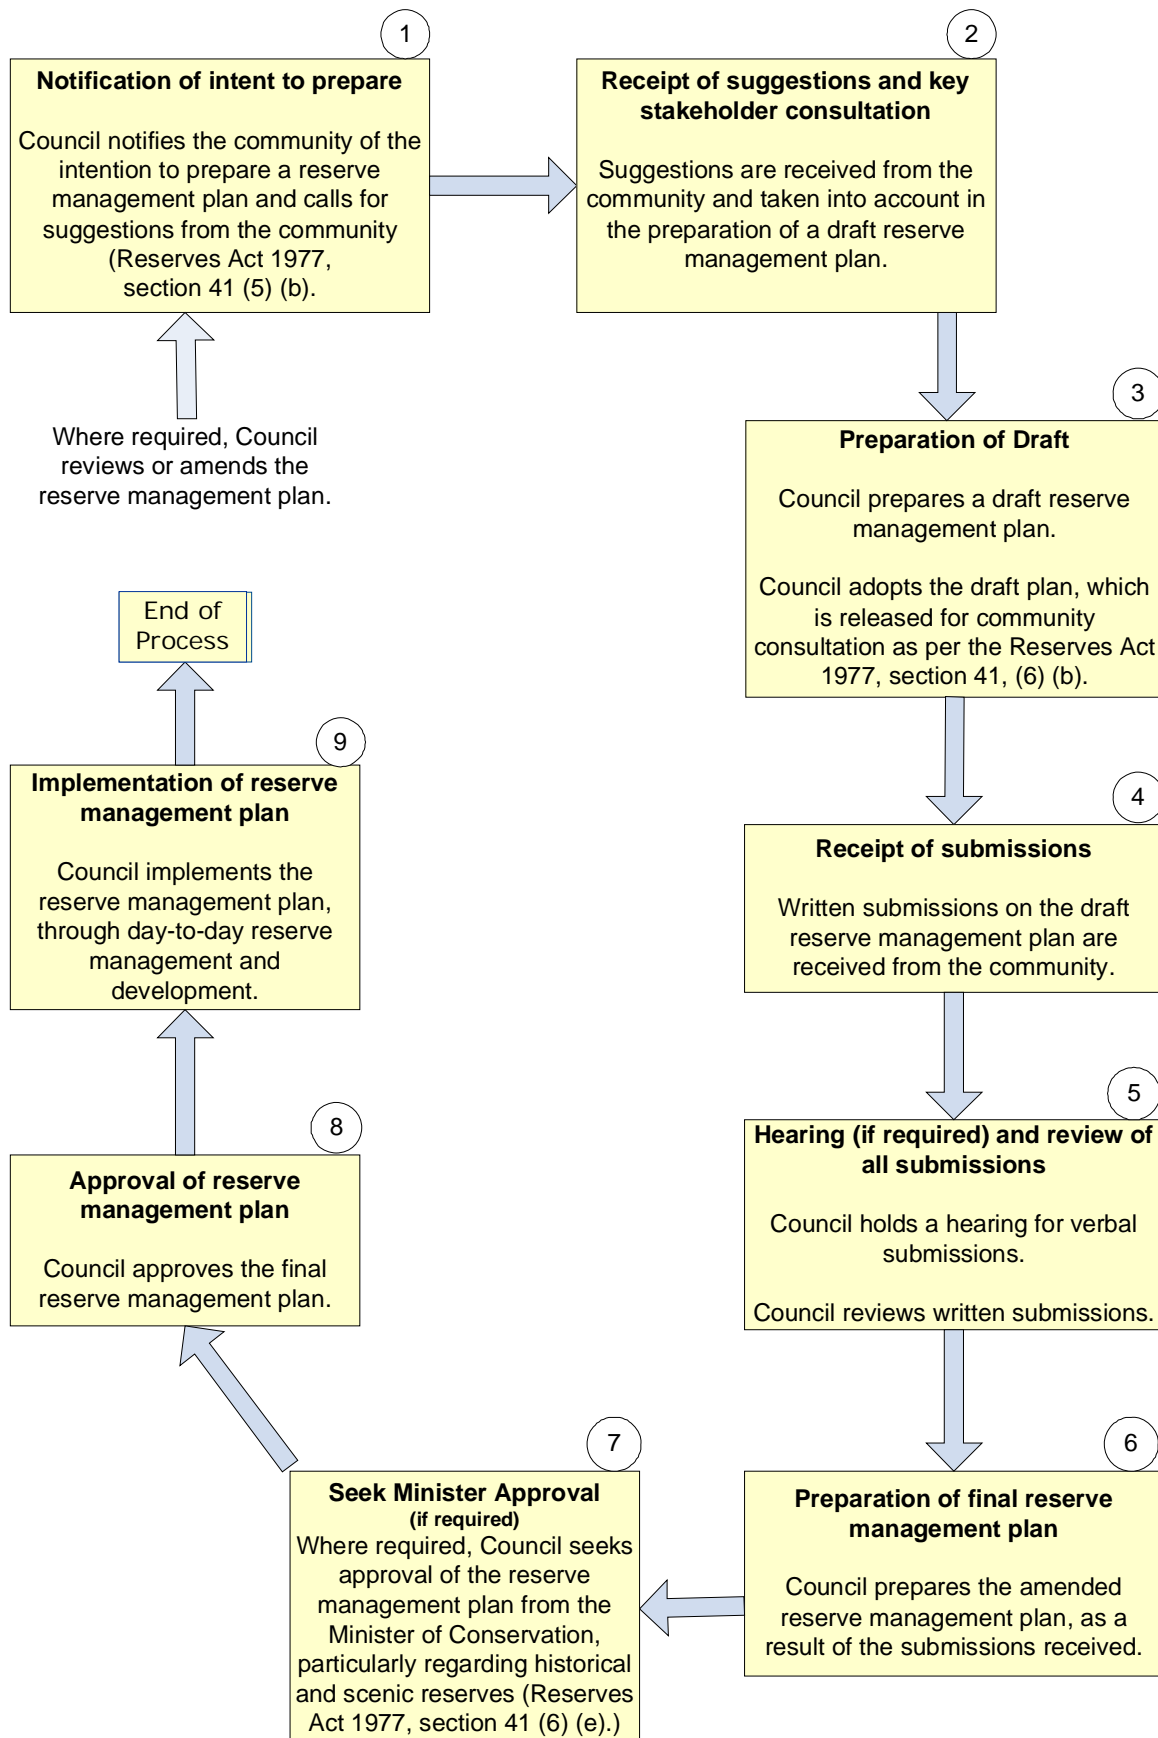 1
Notification of intent to prepare
Council notifies the community of the
intention to prepare a reserve
management plan and calls for
suggestions from the community
(Reserves Act 1977,
section 41 (5) (b).
2
Receipt of suggestions and key
stakeholder consultation
Suggestions are received from the
community and taken into account in
the preparation of a draft reserve
management plan.
Where required, Council
reviews or amends the
reserve management plan.
3
Preparation of Draft
Council prepares a draft reserve
management plan.
Council adopts the draft plan, which
is released for community
consultation as per the Reserves Act
1977, section 41, (6) (b).
4
Receipt of submissions
Written submissions on the draft
reserve management plan are
received from the community.
5
Hearing (if required) and review of
all submissions
Council holds a hearing for verbal
submissions.
Council reviews written submissions.
6
Preparation of final reserve
management plan
Council prepares the amended
reserve management plan, as a
result of the submissions received.
7
Seek Minister Approval
(if required)
Where required, Council seeks
approval of the reserve
management plan from the
Minister of Conservation,
particularly regarding historical
and scenic reserves (Reserves
Act 1977, section 41 (6) (e).)
8
Approval of reserve
management plan
Council approves the final
reserve management plan.
9
Implementation of reserve
management plan
Council implements the
reserve management plan,
through day-to-day reserve
management and
development.
End of
Process